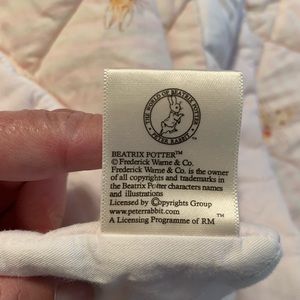 THE WORLD OF BEATRIX POTTER
PETER RABBIT
BEATRIX POTTER™
© Frederick Warne & Co.
Frederick Warne & Co. is the owner
of all copyrights and trademarks in
the Beatrix Potter characters names
and illustrations
Licensed by ©opyrights Group
www.peterrabbit.com ™
A Licensing Programme of RM